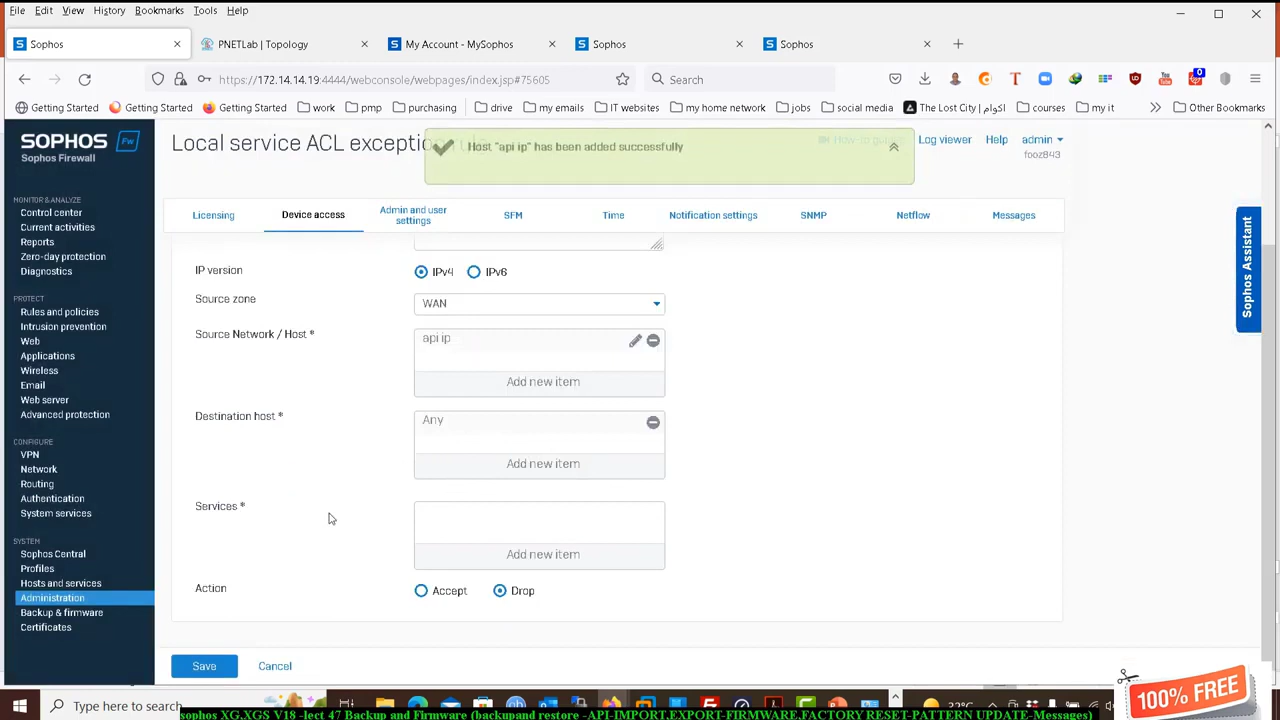 File Edit View History Bookmarks Tools Help
Sophos
PNETLab | Topology
My Account - MySophos
Sophos
Sophos
https://172.14.14.19:4444/webconsole/webpages/index.jsp#75605
Search
0
Getting Started
Getting Started
Getting Started
work
pmp
purchasing
drive
my emails
IT websites
my home network
jobs
social media
The Lost City | اكوام
courses
my it
Other Bookmarks
SOPHOS Fw
Sophos Firewall
Local service ACL exception
Host "api ip" has been added successfully
How-to guides
Log viewer
Help
admin
fooz843
MONITOR & ANALYZE
Control center
Current activities
Reports
Zero-day protection
Diagnostics
PROTECT
Rules and policies
Intrusion prevention
Web
Applications
Wireless
Email
Web server
Advanced protection
CONFIGURE
VPN
Network
Routing
Authentication
System services
SYSTEM
Sophos Central
Profiles
Hosts and services
Administration
Backup & firmware
Certificates
Licensing
Device access
Admin and user settings
SFM
Time
Notification settings
SNMP
Netflow
Messages
IP version
IPv4 IPv6
Source zone
WAN
Source Network / Host *
api ip
Add new item
Destination host *
Any
Add new item
Services *
Add new item
Action
Accept Drop
Save
Cancel
Sophos Assistant
Type here to search
32°C
100% FREE
sophos XG,XGS V18 -lect 47 Backup and Firmware (backupand restore -API-IMPORT,EXPORT-FIRMWARE,FACTORY RESET-PATTERN UPDATE-Messages)